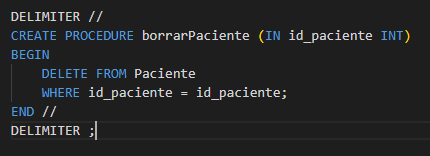 DELIMITER //
CREATE PROCEDURE borrarPaciente (IN id_paciente INT)
BEGIN
    DELETE FROM Paciente
    WHERE id_paciente = id_paciente;
END //
DELIMITER ;